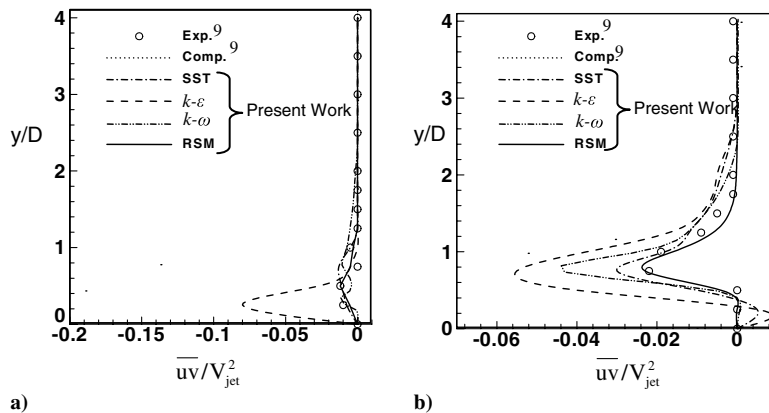 4
3
2
1
0
y/D
Exp.9
Comp.9
SST
k-ε
k-ω
RSM
Present Work
-0.2 -0.15 -0.1 -0.05 0
uv/V²jet
a)
4
3
2
1
0
y/D
Exp.9
Comp.9
SST
k-ε
k-ω
RSM
Present Work
-0.06 -0.04 -0.02 0
uv/V²jet
b)